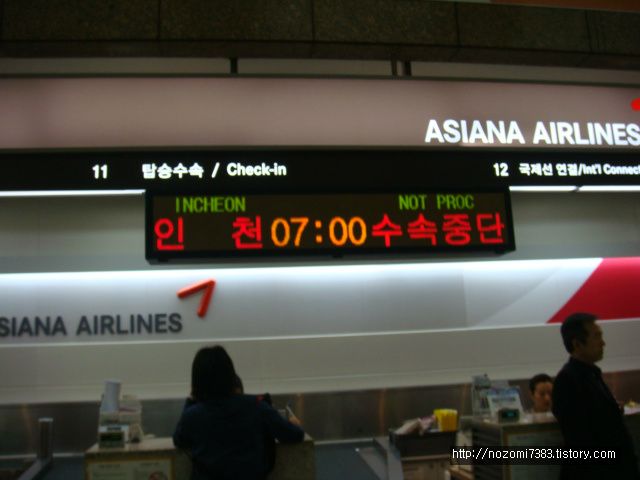 ASIANA AIRLINES
11 탑승수속 / Check-in
12 국제선 연결/Int'l Connect
INCHEON NOT PROC
인 천 07:00 수속중단
SIANA AIRLINES
http://nozomi7383.tistory.com